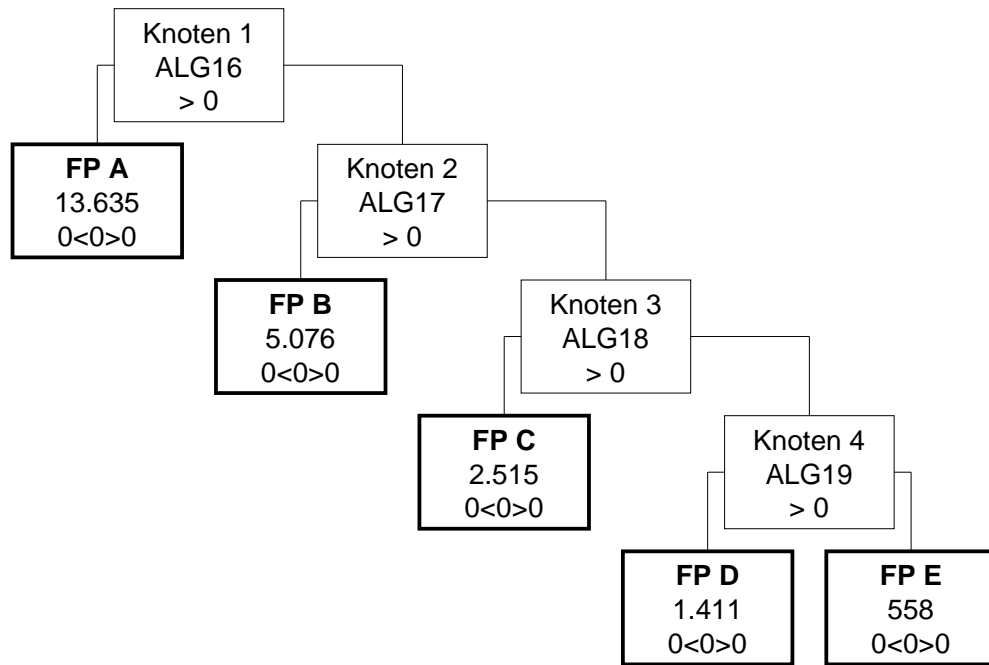 Knoten 1
ALG16
> 0
FP A
13.635
0<0>0
Knoten 2
ALG17
> 0
FP B
5.076
0<0>0
Knoten 3
ALG18
> 0
FP C
2.515
0<0>0
Knoten 4
ALG19
> 0
FP D
1.411
0<0>0
FP E
558
0<0>0